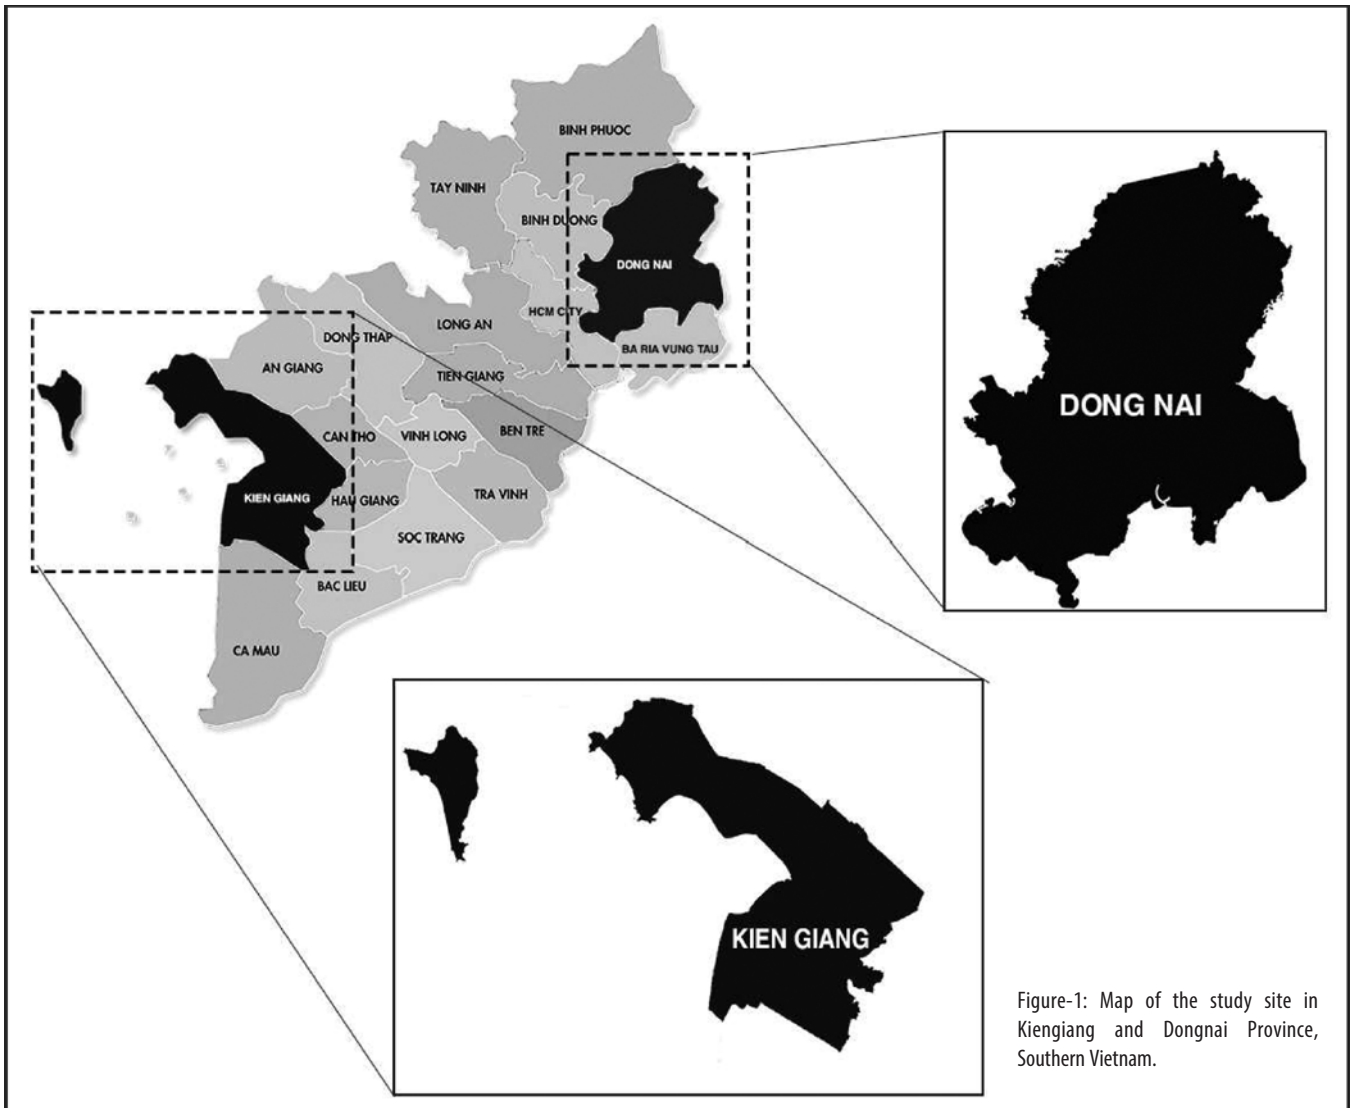 BINH PHUOC
TAY NINH
BINH DUONG
DONG NAI
HCM CITY
LONG AN
DONG THAP
BA RIA VUNG TAU
AN GIANG
TIEN GIANG
BEN TRE
CAN THO
VINH LONG
KIEN GIANG
HAU GIANG
TRA VINH
SOC TRANG
BAC LIEU
CA MAU
DONG NAI
KIEN GIANG
Figure-1: Map of the study site in
Kiengiang and Dongnai Province,
Southern Vietnam.